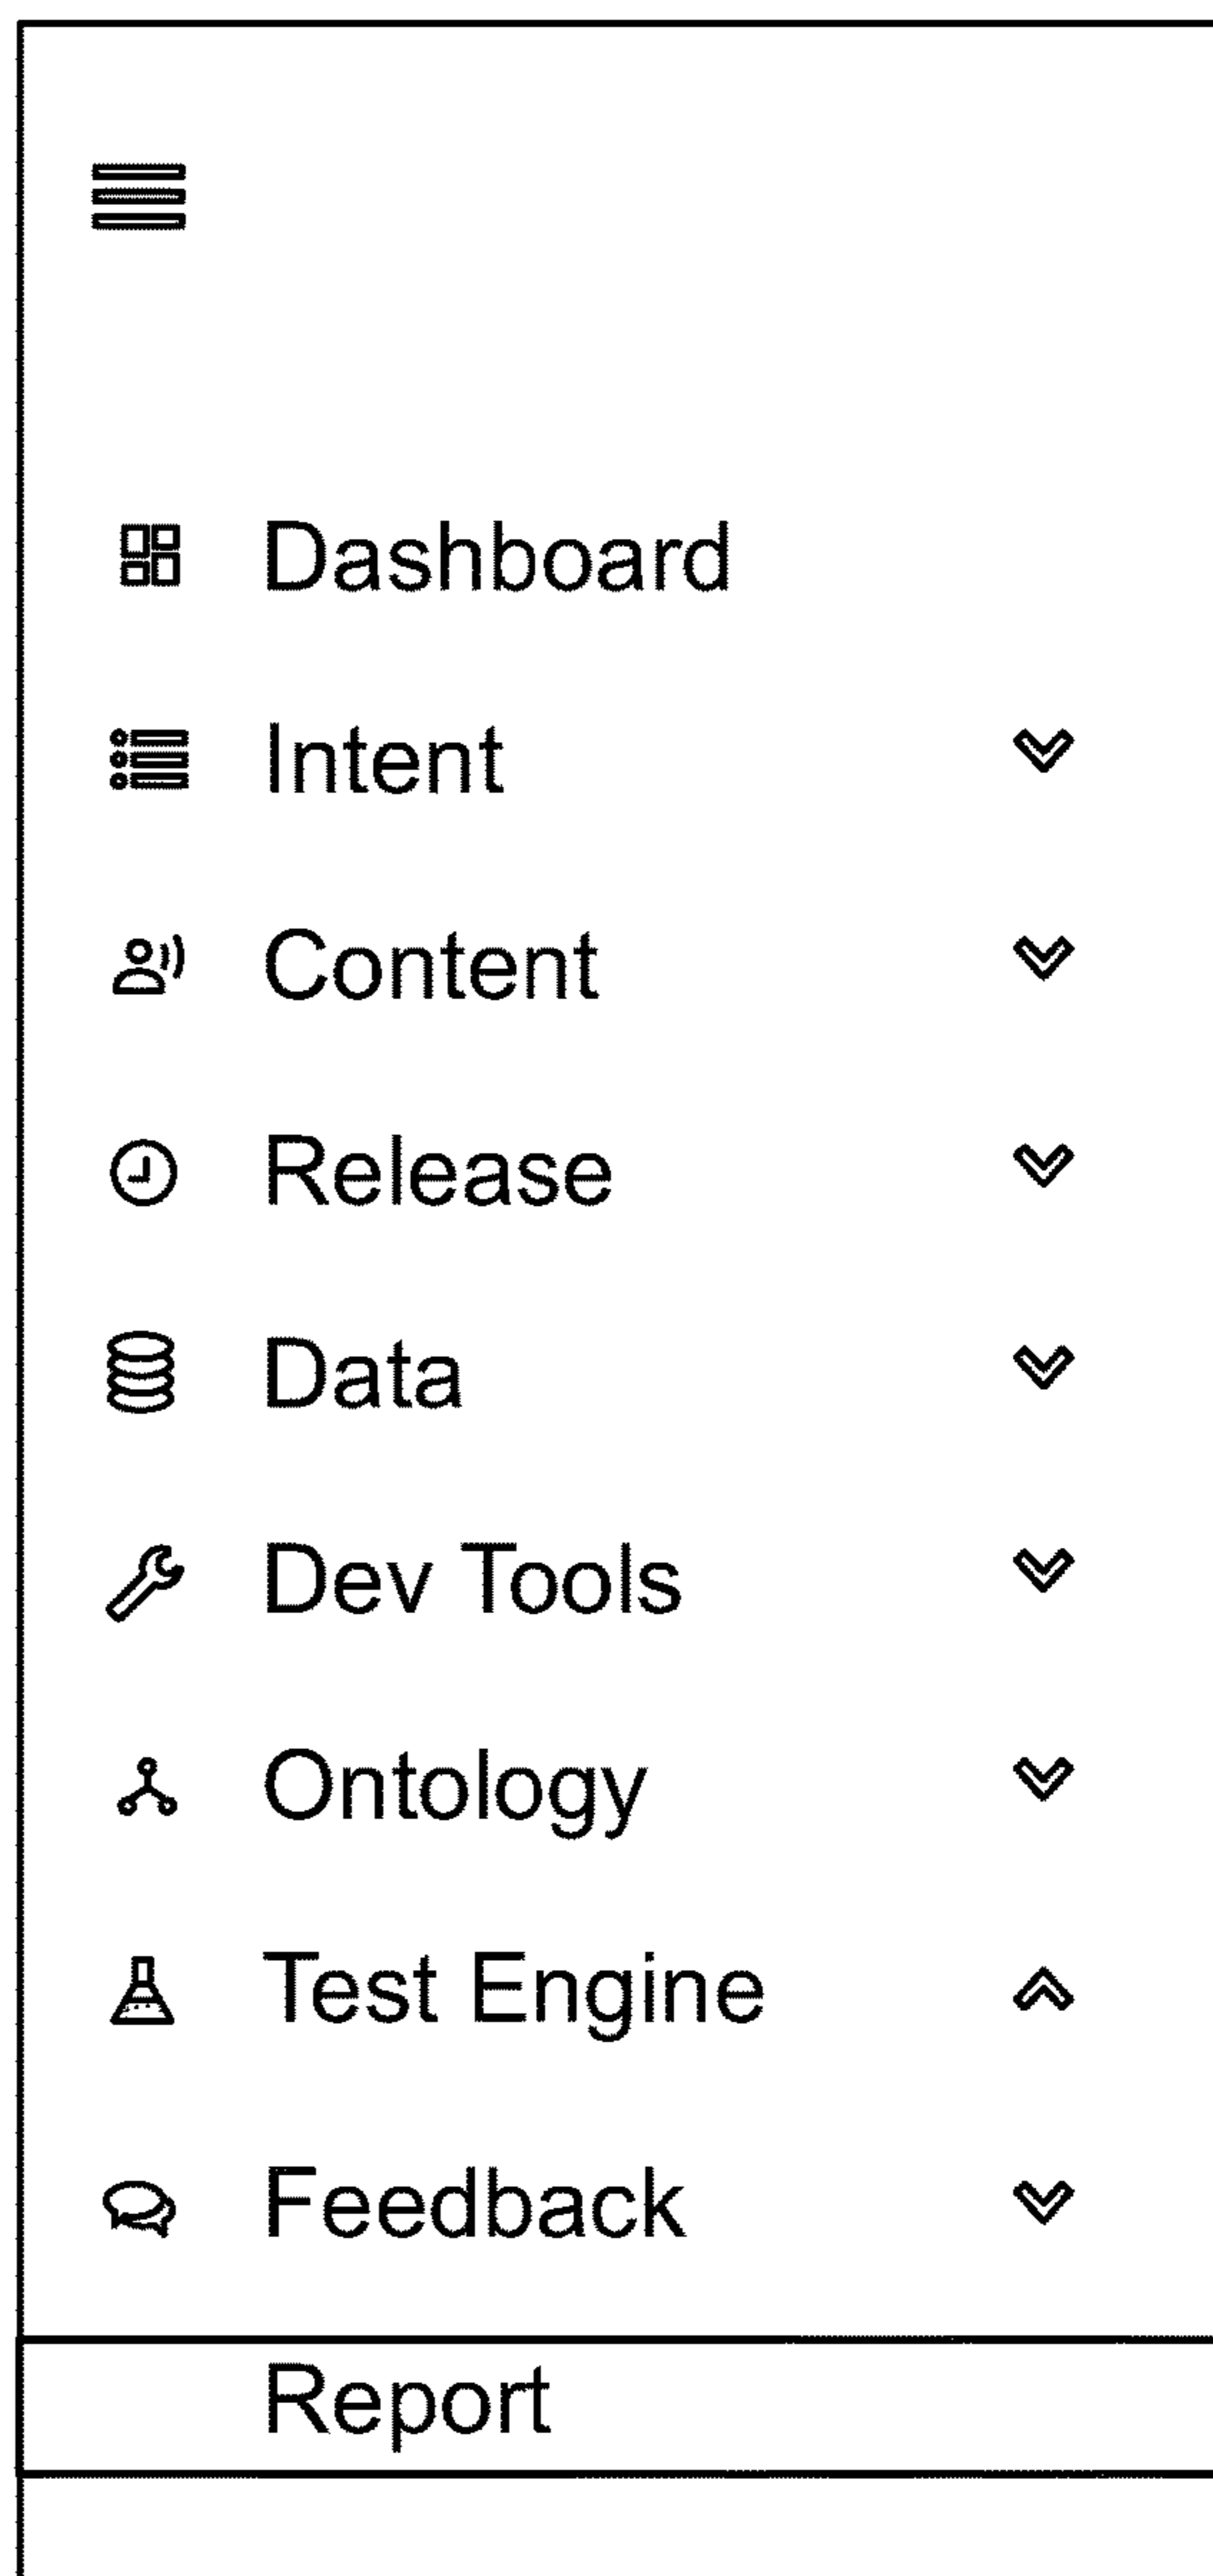 Dashboard
Intent
Content
Release
Data
Dev Tools
Ontology
Test Engine
Feedback
Report